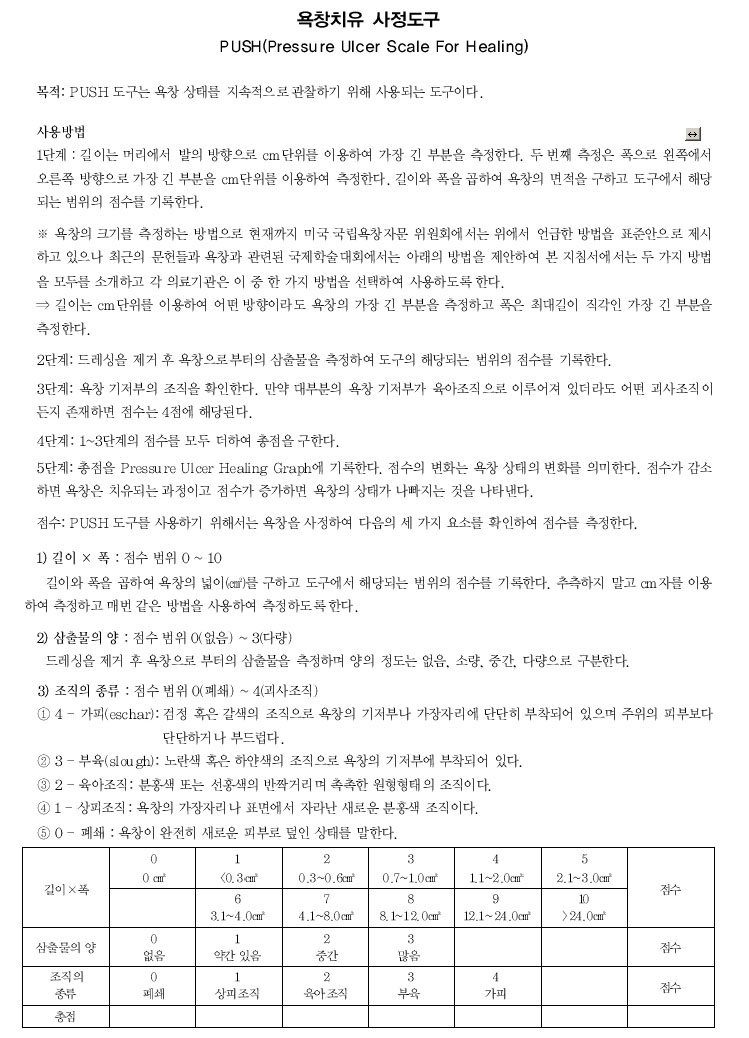 욕창치유 사정도구
PUSH(Pressure Ulcer Scale For Healing)
목적: PUSH 도구는 욕창 상태를 지속적으로 관찰하기 위해 사용되는 도구이다.
사용방법
1단계 : 길이는 머리에서 발의 방향으로 cm단위를 이용하여 가장 긴 부분을 측정한다. 두 번째 측정은 폭으로 왼쪽에서
오른쪽 방향으로 가장 긴 부분을 cm단위를 이용하여 측정한다. 길이와 폭을 곱하여 욕창의 면적을 구하고 도구에서 해당
되는 범위의 점수를 기록한다.
※ 욕창의 크기를 측정하는 방법으로 현재까지 미국 국립욕창자문 위원회에서는 위에서 언급한 방법을 표준안으로 제시
하고 있으나 최근의 문헌들과 욕창과 관련된 국제학술대회에서는 아래의 방법을 제안하여 본 지침서에서는 두 가지 방법
을 모두를 소개하고 각 의료기관은 이 중 한 가지 방법을 선택하여 사용하도록 한다.
⇒ 길이는 cm단위를 이용하여 어떤 방향이라도 욕창의 가장 긴 부분을 측정하고 폭은 최대길이 직각인 가장 긴 부분을
측정한다.
2단계: 드레싱을 제거 후 욕창으로부터의 삼출물을 측정하여 도구의 해당되는 범위의 점수를 기록한다.
3단계: 욕창 기저부의 조직을 확인한다. 만약 대부분의 욕창 기저부가 육아조직으로 이루어져 있더라도 어떤 괴사조직이
든지 존재하면 점수는 4점에 해당된다.
4단계: 1~3단계의 점수를 모두 더하여 총점을 구한다.
5단계: 총점을 Pressure Ulcer Healing Graph에 기록한다. 점수의 변화는 욕창 상태의 변화를 의미한다. 점수가 감소
하면 욕창은 치유되는 과정이고 점수가 증가하면 욕창의 상태가 나빠지는 것을 나타낸다.
점수: PUSH 도구를 사용하기 위해서는 욕창을 사정하여 다음의 세 가지 요소를 확인하여 점수를 측정한다.
1) 길이 × 폭 : 점수 범위 0 ~ 10
길이와 폭을 곱하여 욕창의 넓이(㎠)를 구하고 도구에서 해당되는 범위의 점수를 기록한다. 추측하지 말고 cm자를 이용
하여 측정하고 매번 같은 방법을 사용하여 측정하도록 한다.
2) 삼출물의 양 : 점수 범위 0(없음) ~ 3(다량)
드레싱을 제거 후 욕창으로 부터의 삼출물을 측정하며 양의 정도는 없음, 소량, 중간, 다량으로 구분한다.
3) 조직의 종류 : 점수 범위 0(폐쇄) ~ 4(괴사조직)
① 4 - 가피(eschar): 검정 혹은 갈색의 조직으로 욕창의 기저부나 가장자리에 단단히 부착되어 있으며 주위의 피부보다
단단하거나 부드럽다.
② 3 - 부육(slough): 노란색 혹은 하얀색의 조직으로 욕창의 기저부에 부착되어 있다.
③ 2 - 육아조직: 분홍색 또는 선홍색의 반짝거리며 촉촉한 원형형태의 조직이다.
④ 1 - 상피조직: 욕창의 가장자리나 표면에서 자라난 새로운 분홍색 조직이다.
⑤ 0 - 폐쇄 : 욕창이 완전히 새로운 피부로 덮인 상태를 말한다.
길이×폭 0 1 2 3 4 5 점수
0 ㎠ <0.3㎠ 0.3~0.6㎠ 0.7~1.0㎠ 1.1~2.0㎠ 2.1~3.0㎠
6 7 8 9 10
3.1~4.0㎠ 4.1~8.0㎠ 8.1~12.0㎠ 12.1~24.0㎠ >24.0㎠
삼출물의 양 0 1 2 3 점수
없음 약간 있음 중간 많음
조직의 0 1 2 3 4 점수
종류 폐쇄 상피조직 육아조직 부육 가피
총점